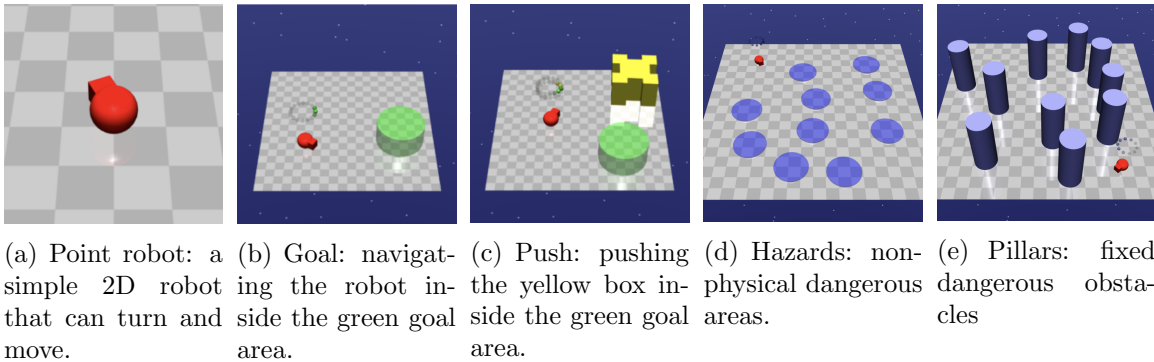 (a) Point robot: a
simple 2D robot
that can turn and
move.
(b) Goal: navigat-
ing the robot in-
side the green goal
area.
(c) Push: pushing
the yellow box in-
side the green goal
area.
(d) Hazards: non-
physical dangerous
areas.
(e) Pillars: fixed
dangerous obsta-
cles